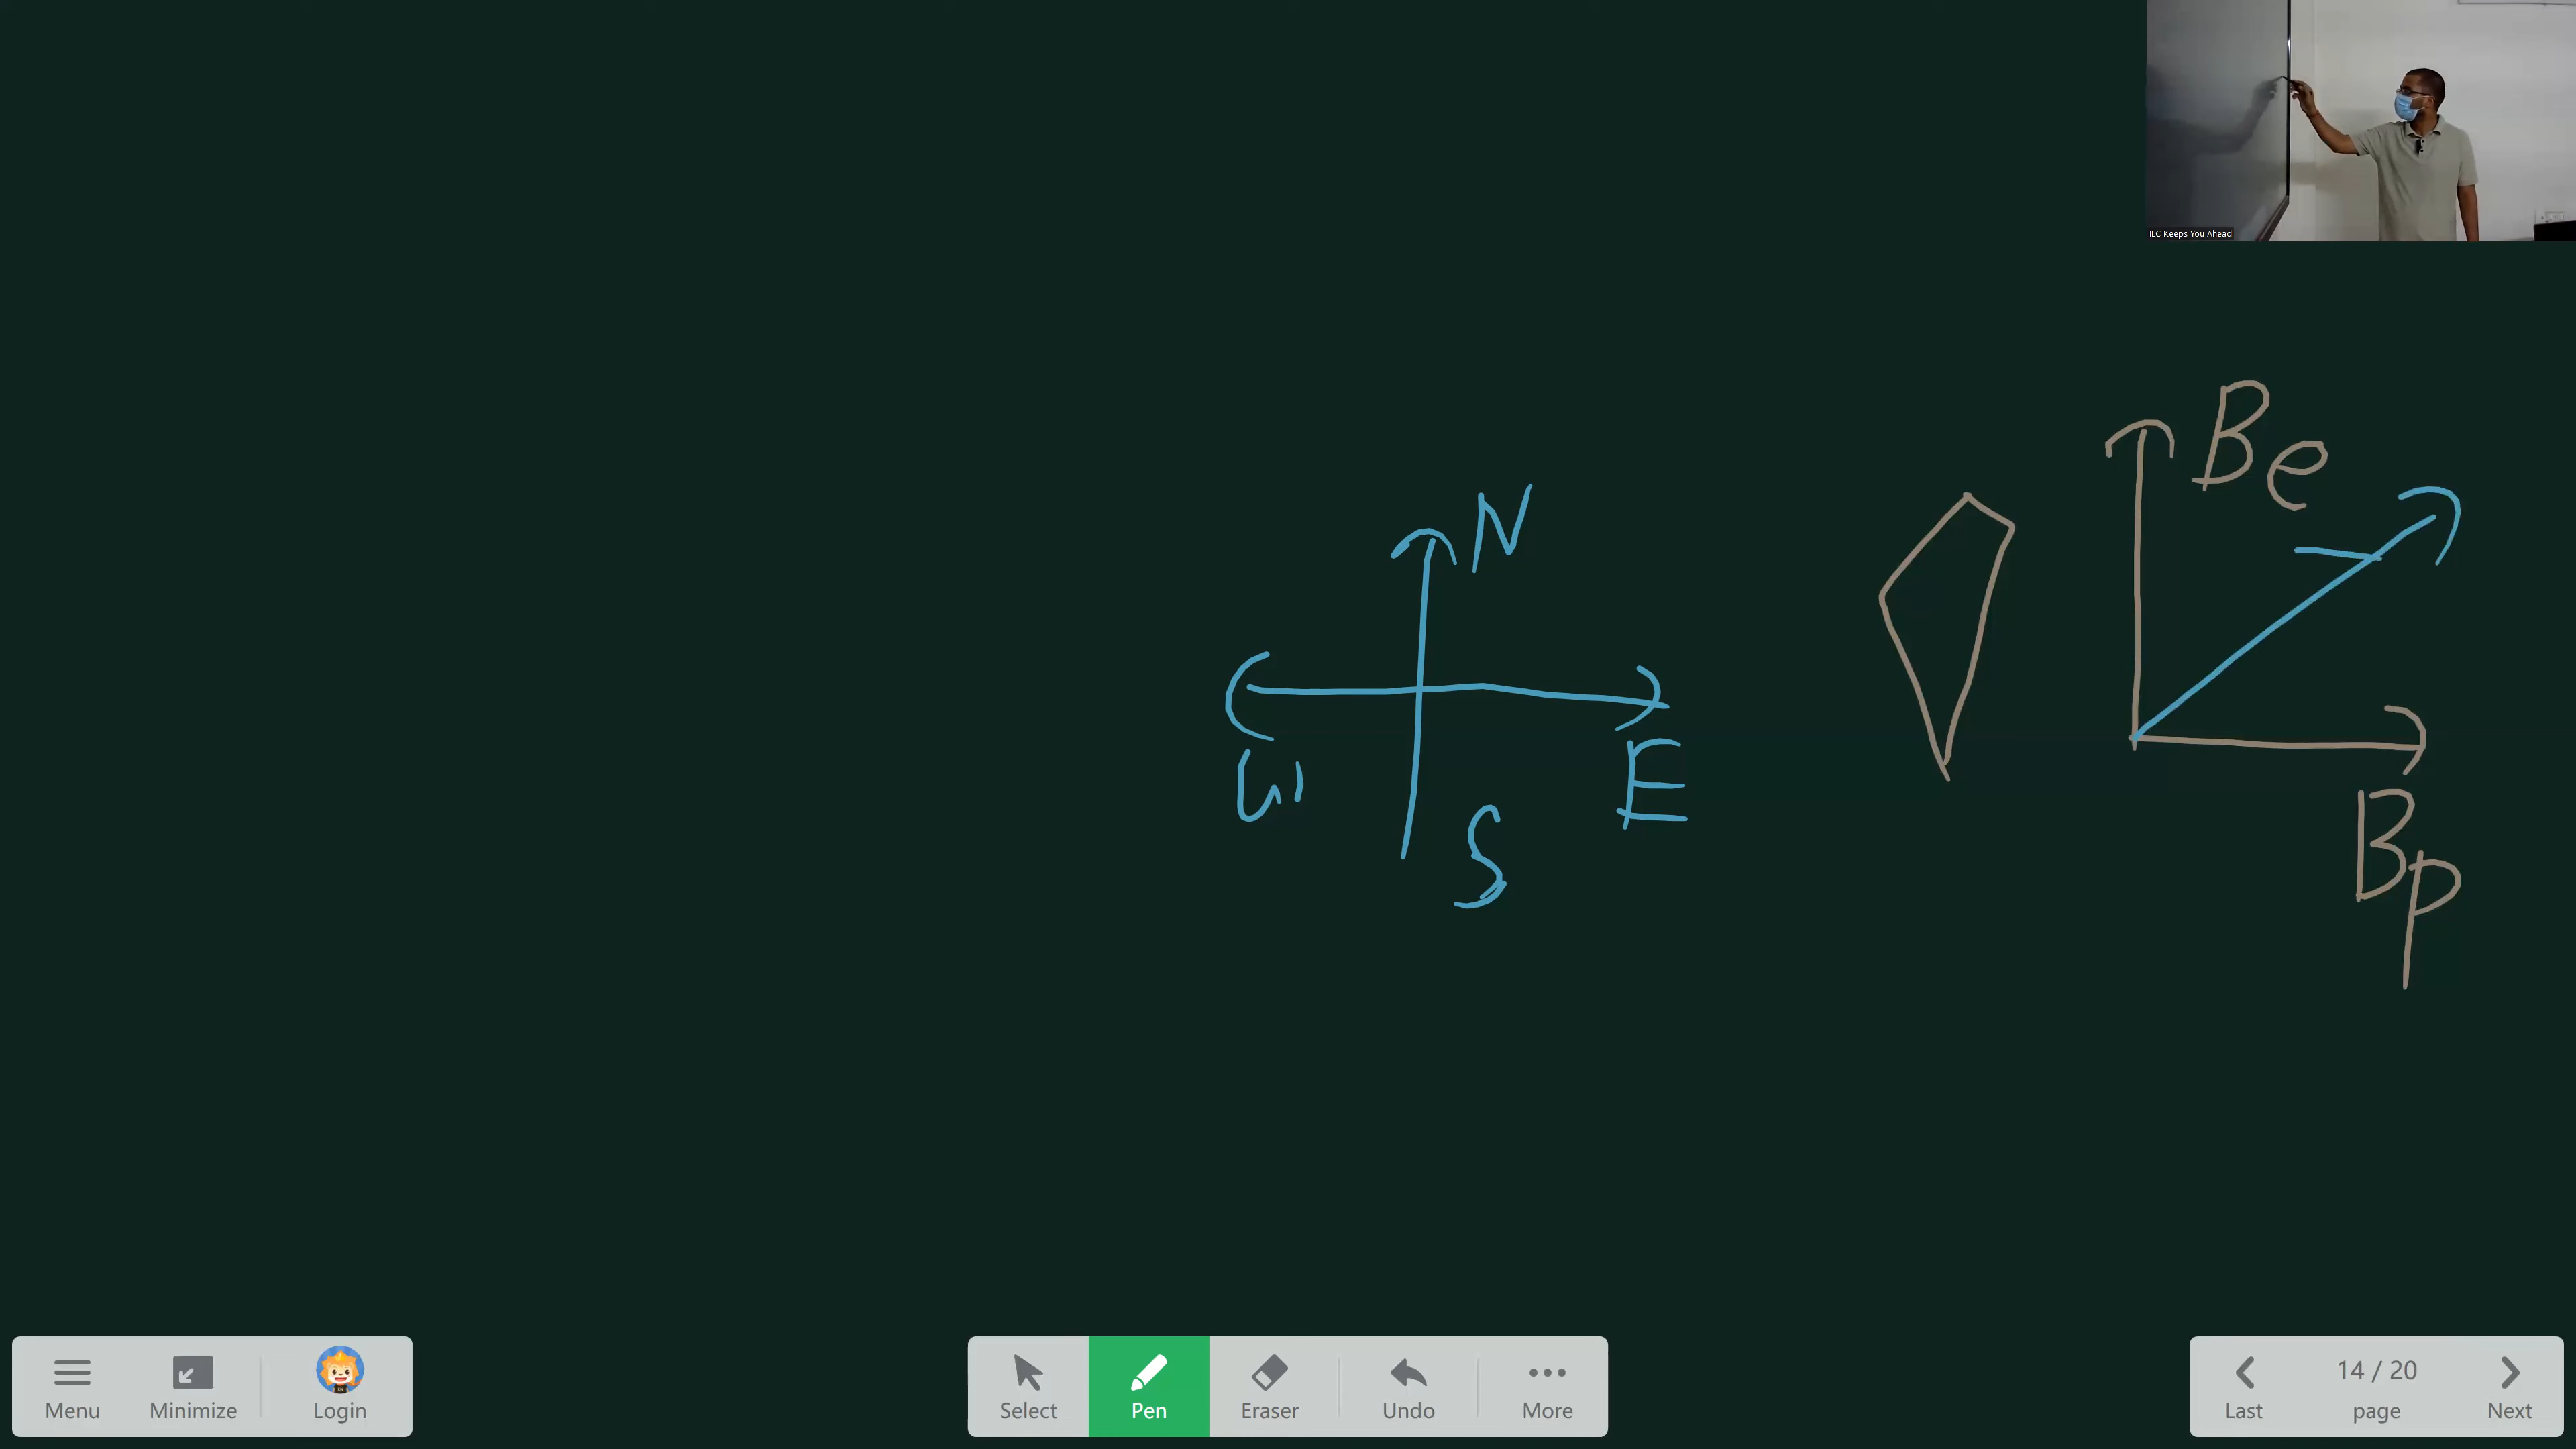 ILC Keeps You Ahead
Be
N
W
E
S
Bp
Menu
Minimize
Login
Select
Pen
Eraser
Undo
More
Last
14 / 20
page
Next